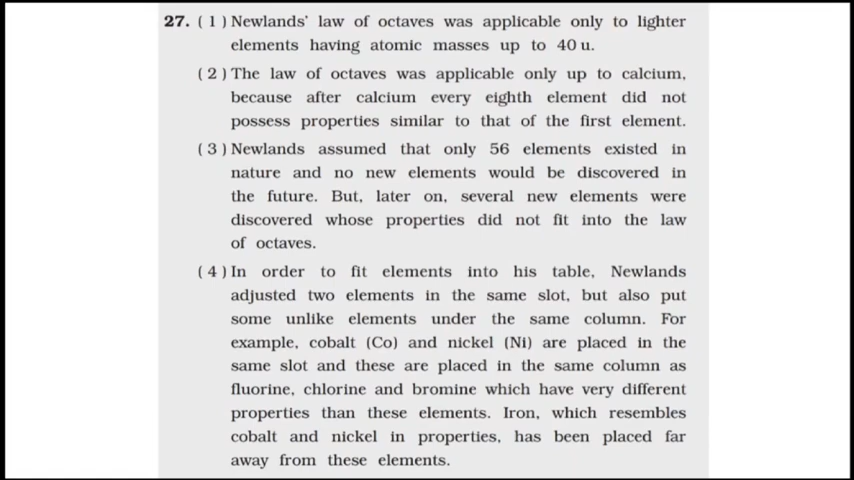 27. ( 1 ) Newlands' law of octaves was applicable only to lighter
elements having atomic masses up to 40 u.
( 2 ) The law of octaves was applicable only up to calcium,
because after calcium every eighth element did not
possess properties similar to that of the first element.
( 3 ) Newlands assumed that only 56 elements existed in
nature and no new elements would be discovered in
the future. But, later on, several new elements were
discovered whose properties did not fit into the law
of octaves.
( 4 ) In order to fit elements into his table, Newlands
adjusted two elements in the same slot, but also put
some unlike elements under the same column. For
example, cobalt (Co) and nickel (Ni) are placed in the
same slot and these are placed in the same column as
fluorine, chlorine and bromine which have very different
properties than these elements. Iron, which resembles
cobalt and nickel in properties, has been placed far
away from these elements.